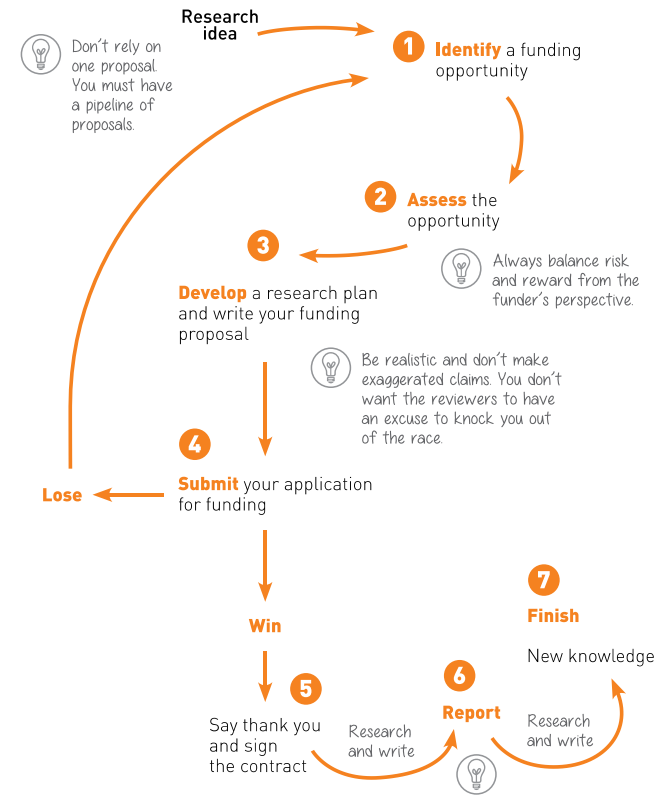 Research
idea
Don't rely on
one proposal.
You must have
a pipeline of
proposals.
1
Identify a funding
opportunity
2
Assess the
opportunity
3
Always balance risk
and reward from the
funder's perspective.
Develop a research plan
and write your funding
proposal
Be realistic and don't make
exaggerated claims. You don't
want the reviewers to have
an excuse to knock you out
of the race.
4
Submit your application
for funding
Lose
Win
5
Say thank you
and sign
the contract
Research
and write
6
Report
Research
and write
7
Finish
New knowledge